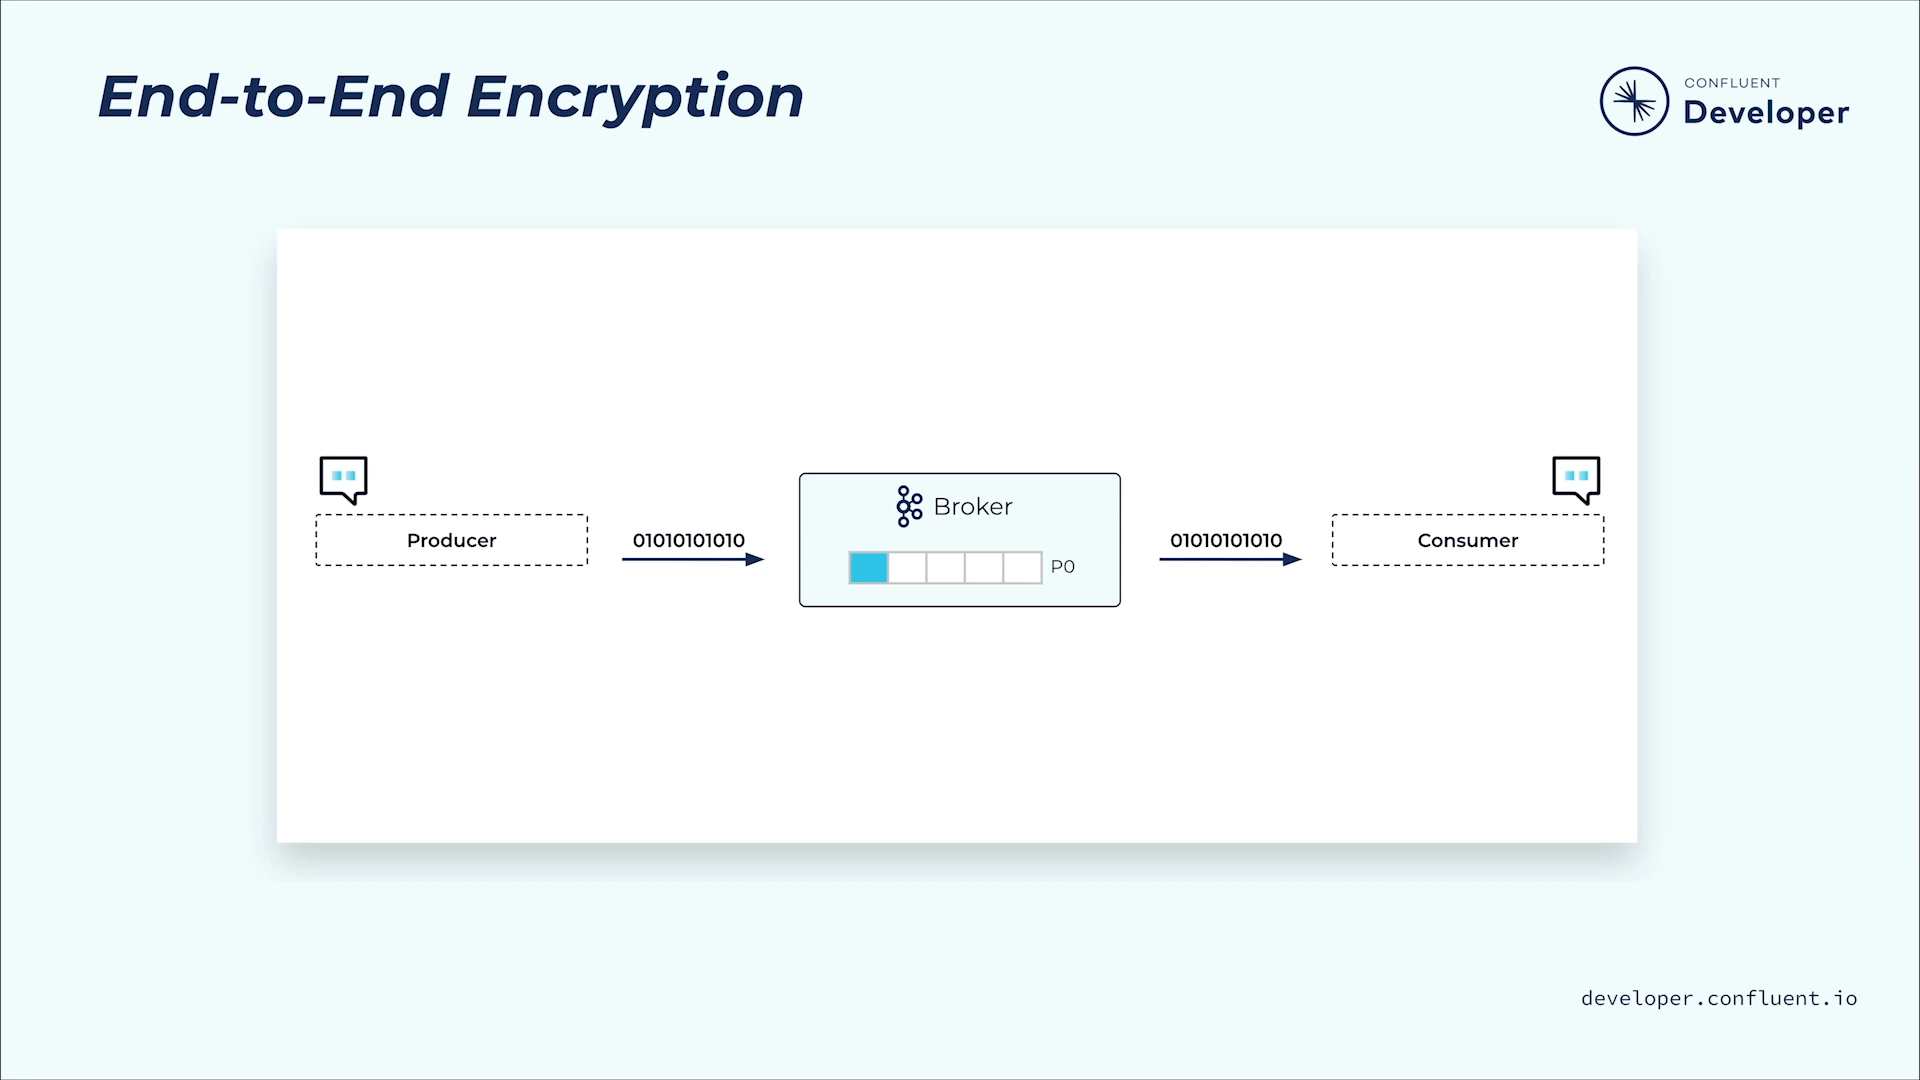 End-to-End Encryption
CONFLUENT
Developer
Producer
01010101010
Broker
P0
01010101010
Consumer
developer.confluent.io